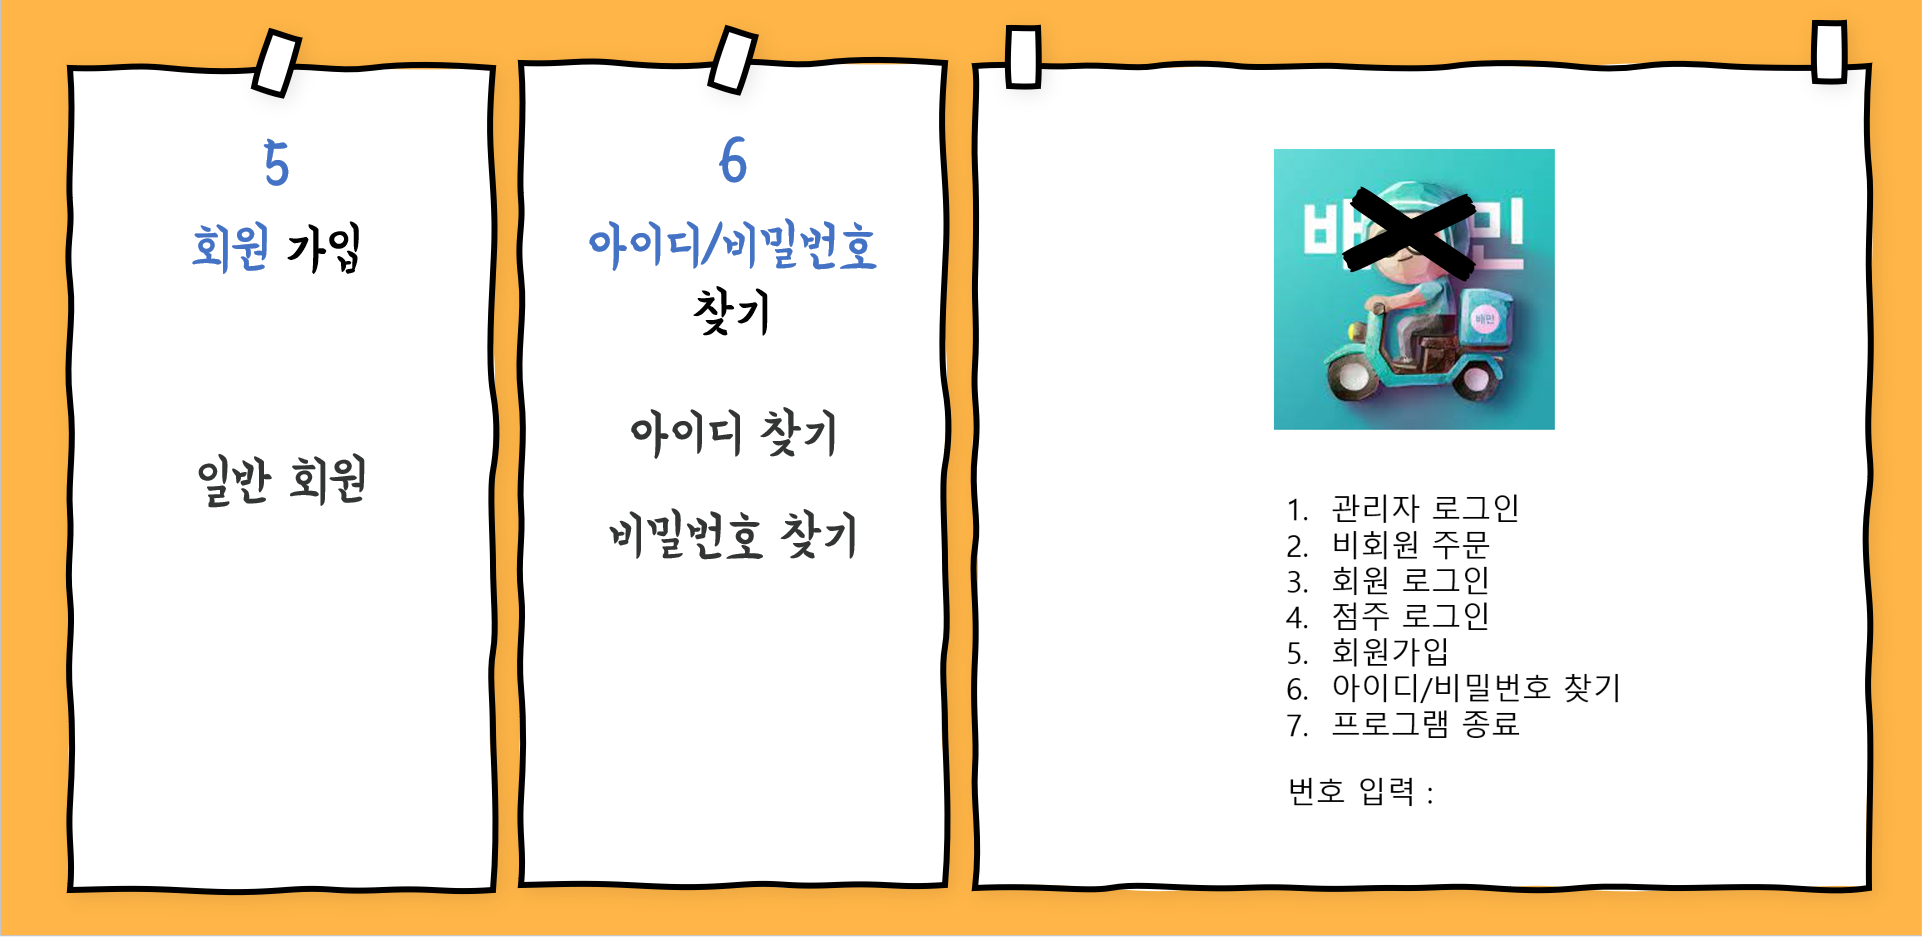 5
회원 가입
일반 회원
6
아이디/비밀번호
찾기
아이디 찾기
비밀번호 찾기
배 민
배민
1. 관리자 로그인
2. 비회원 주문
3. 회원 로그인
4. 점주 로그인
5. 회원가입
6. 아이디/비밀번호 찾기
7. 프로그램 종료
번호 입력 :